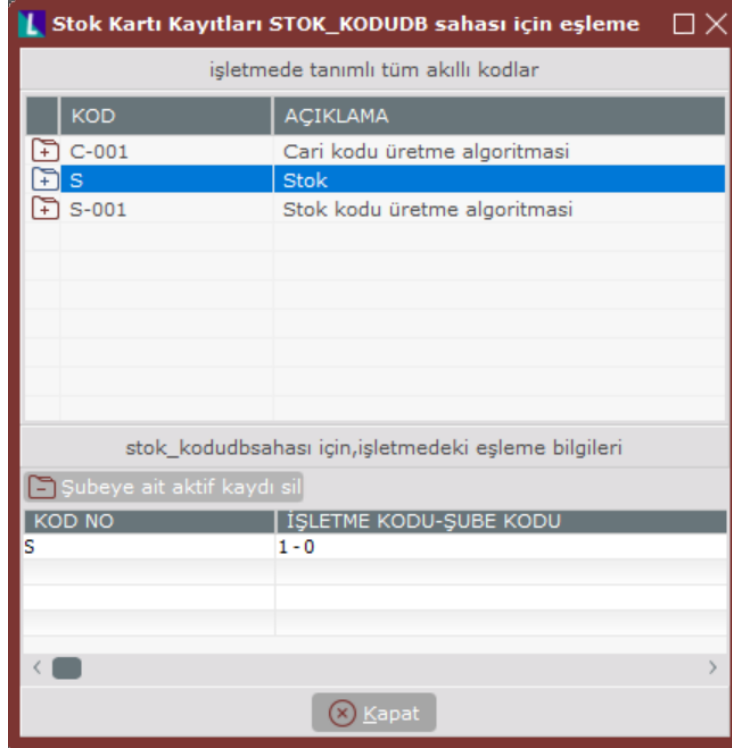 Stok Kartı Kayıtları STOK_KODUDB sahası için eşleme
işletmede tanımlı tüm akıllı kodlar
KOD AÇIKLAMA
C-001 Cari kodu üretme algoritmasi
S Stok
S-001 Stok kodu üretme algoritmasi
stok_kodudbsahası için,işletmedeki eşleme bilgileri
Şubeye ait aktif kaydı sil
KOD NO İŞLETME KODU-ŞUBE KODU
S 1 - 0
Kapat